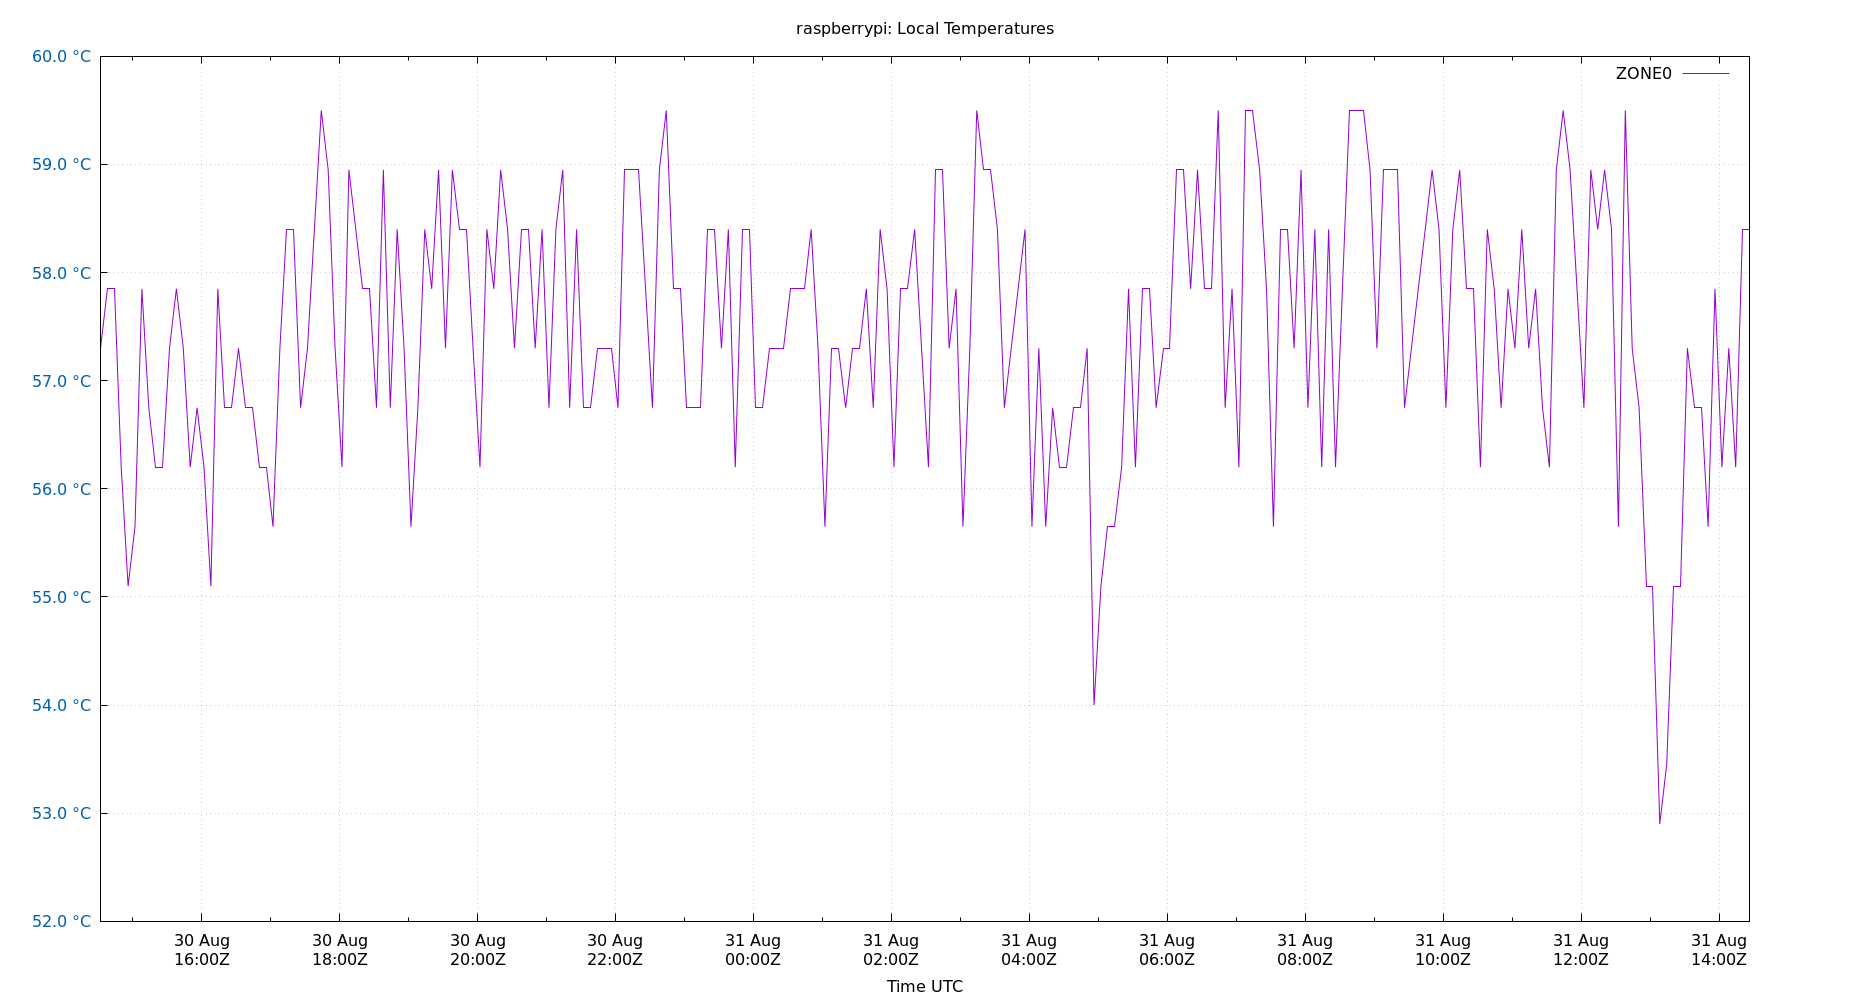 raspberrypi: Local Temperatures
60.0 °C
ZONE0
59.0 °C
58.0 °C
57.0 °C
56.0 °C
55.0 °C
54.0 °C
53.0 °C
52.0 °C
30 Aug 30 Aug 30 Aug 30 Aug 31 Aug 31 Aug 31 Aug 31 Aug 31 Aug 31 Aug 31 Aug 31 Aug
16:00Z 18:00Z 20:00Z 22:00Z 00:00Z 02:00Z 04:00Z 06:00Z 08:00Z 10:00Z 12:00Z 14:00Z
Time UTC